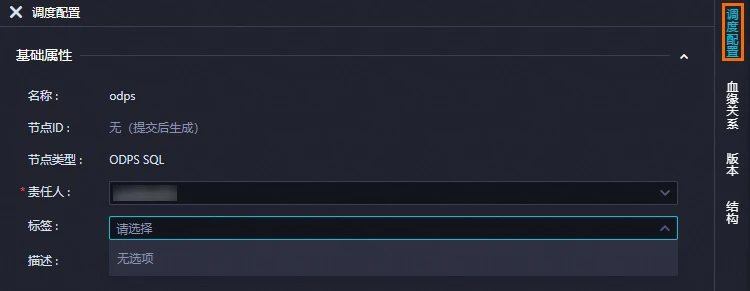 调度配置
基础属性
名称： odps
节点ID： 无（提交后生成）
节点类型： ODPS SQL
* 责任人：
标签： 请选择
描述： 无选项
调度配置
血缘关系
版本
结构